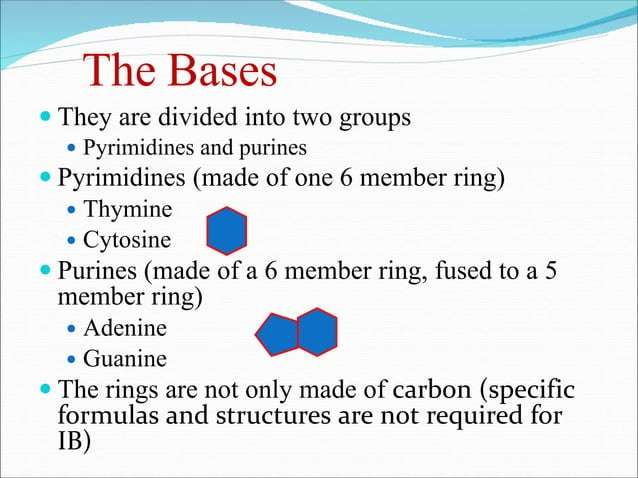 The Bases
They are divided into two groups
Pyrimidines and purines
Pyrimidines (made of one 6 member ring)
Thymine
Cytosine
Purines (made of a 6 member ring, fused to a 5
member ring)
Adenine
Guanine
The rings are not only made of carbon (specific
formulas and structures are not required for
IB)